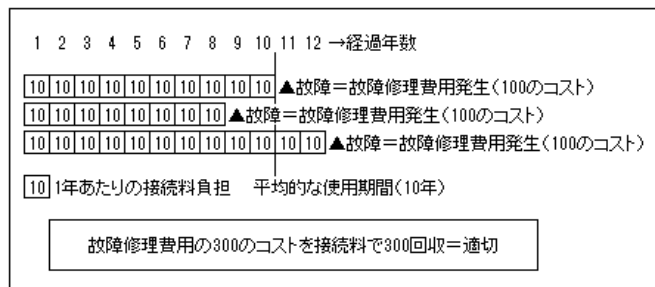 1 2 3 4 5 6 7 8 9 10 11 12 →経過年数
10 10 10 10 10 10 10 10 10 10 ▲故障=故障修理費用発生(100のコスト)
10 10 10 10 10 10 10 10 ▲故障=故障修理費用発生(100のコスト)
10 10 10 10 10 10 10 10 10 10 10 10 ▲故障=故障修理費用発生(100のコスト)
10 1年あたりの接続料負担 平均的な使用期間(10年)
故障修理費用の300のコストを接続料で300回収=適切